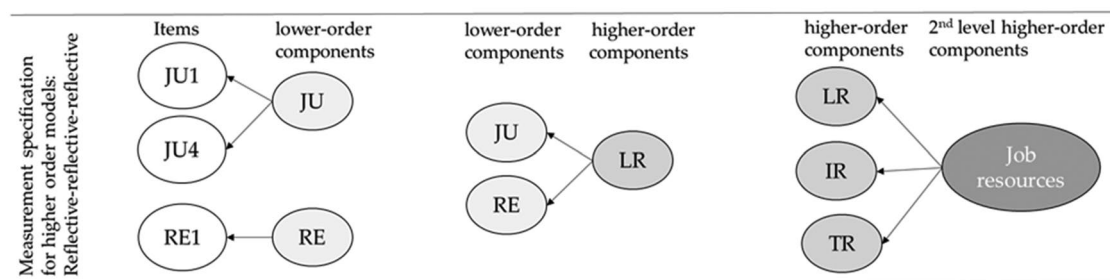 Measurement specification
for higher order models:
Reflective-reflective-reflective
Items
JU1
JU4
RE1
lower-order
components
JU
RE
lower-order
components
JU
RE
higher-order
components
LR
higher-order
components
LR
IR
TR
2nd level higher-order
components
Job
resources